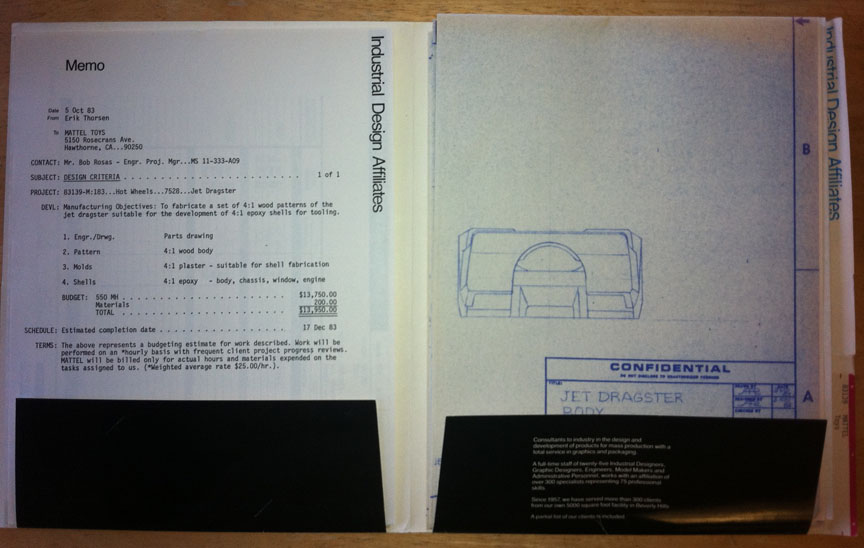 Memo
Industrial Design Affiliates
Date 5 Oct 83
From Erik Thorsen
To MATTEL TOYS
5150 Rosecrans Ave.
Hawthorne, CA...90250
CONTACT: Mr. Bob Rosas - Engr. Proj. Mgr...MS 11-333-A09
SUBJECT: DESIGN CRITERIA . . . . . . . . . . . . . . . . . . . . . . . . . . 1 of 1
PROJECT: 83139-M:183...Hot Wheels...7528...Jet Dragster
DEVL: Manufacturing Objectives: To fabricate a set of 4:1 wood patterns of the
jet dragster suitable for the development of 4:1 epoxy shells for tooling.
1. Engr./Drwg. Parts drawing
2. Pattern 4:1 wood body
3. Molds 4:1 plaster - suitable for shell fabrication
4. Shells 4:1 epoxy - body, chassis, window, engine
BUDGET: 550 MH . . . . . . . . . . . . . . . . . . . . . . . $13,750.00
Materials 200.00
TOTAL . . . . . . . . . . . . . . . . . . . . . . . $13,950.00
SCHEDULE: Estimated completion date . . . . . . . . . . . . . . . . . . 17 Dec 83
TERMS: The above represents a budgeting estimate for work described. Work will be
performed on an *hourly basis with frequent client project progress reviews.
MATTEL will be billed only for actual hours and materials expended on the
tasks assigned to us. (*Weighted average rate $25.00/hr.).
Industrial Design Affiliates
B
CONFIDENTIAL
TITLE:
JET DRAGSTER
BODY
A
83139 MATTEL
Toys
Consultants to industry in the design and
development of products for mass production with a
total service in graphics and packaging.
A full-time staff of twenty-five Industrial Designers,
Graphic Designers, Engineers, Model Makers and
Administrative Personnel, works with an affiliation of
over 300 specialists representing 75 professional
skills.
Since 1957, we have served more than 300 clients
from our own 5000 square foot facility in Beverly Hills.
A partial list of our clients is included.